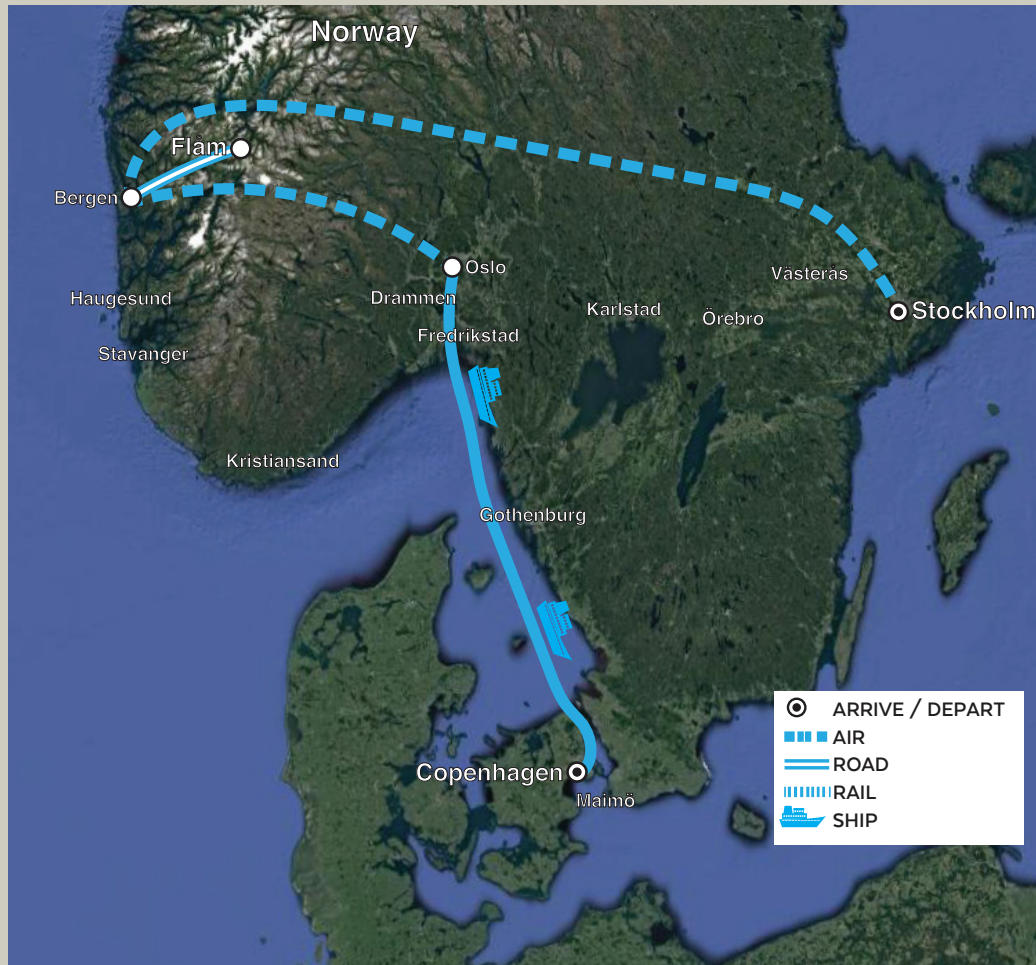 Norway
Flåm
Bergen
Oslo
Västerås
Haugesund
Drammen
Karlstad
Örebro
Stockholm
Fredrikstad
Stavanger
Kristiansand
Gothenburg
Copenhagen
Maimö
ARRIVE / DEPART
AIR
ROAD
RAIL
SHIP